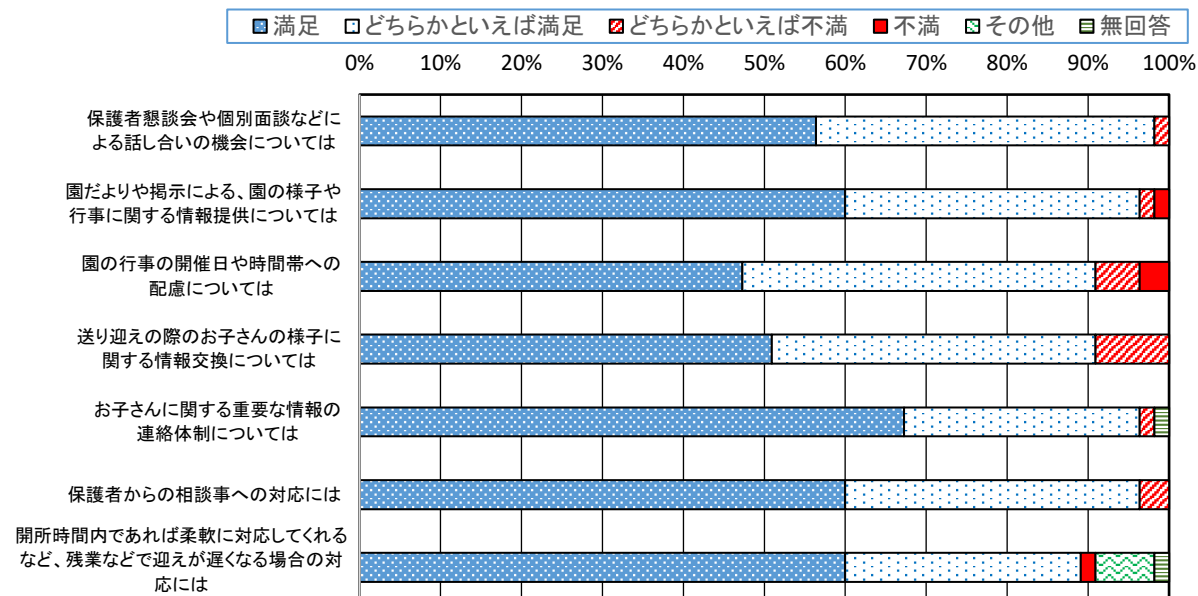 満足 どちらかといえば満足 どちらかといえば不満 不満 その他 無回答
0% 10% 20% 30% 40% 50% 60% 70% 80% 90% 100%
保護者懇談会や個別面談などに
よる話し合いの機会については
園だよりや掲示による、園の様子や
行事に関する情報提供については
園の行事の開催日や時間帯への
配慮については
送り迎えの際のお子さんの様子に
関する情報交換については
お子さんに関する重要な情報の
連絡体制については
保護者からの相談事への対応には
開所時間内であれば柔軟に対応してくれる
など、残業などで迎えが遅くなる場合の対
応には